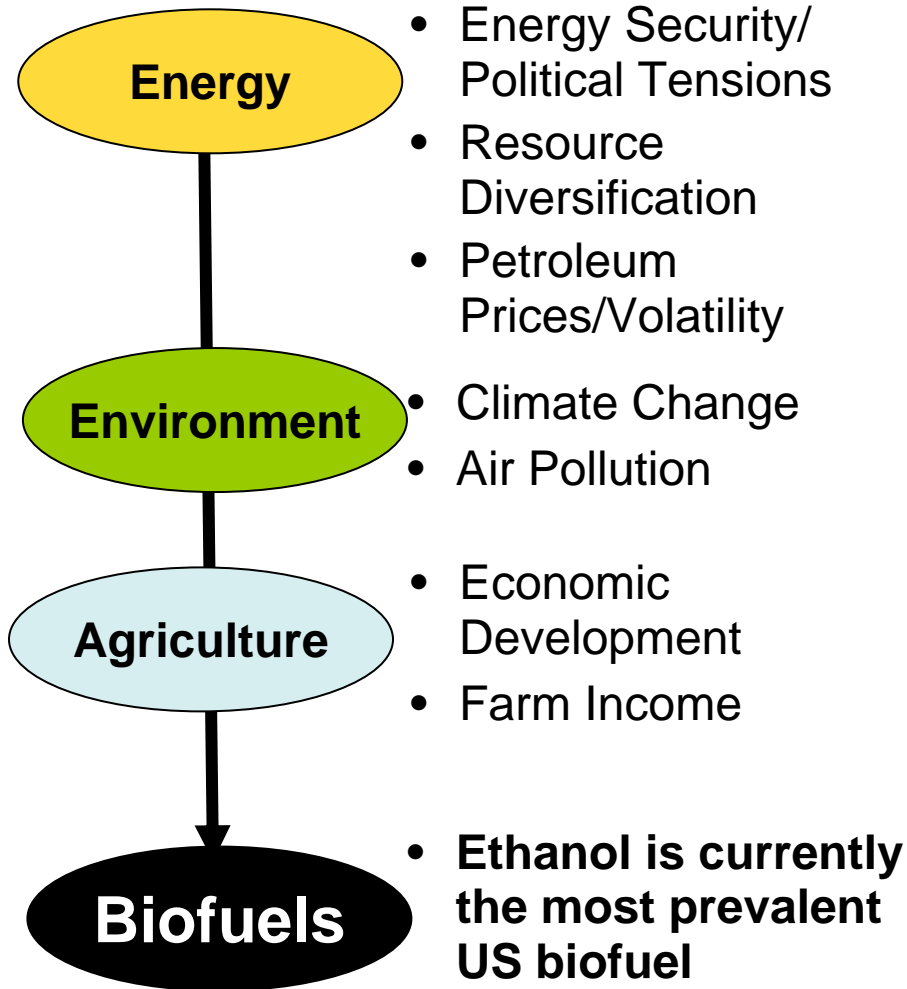 Energy
• Energy Security/
Political Tensions
• Resource
Diversification
• Petroleum
Prices/Volatility
Environment
• Climate Change
• Air Pollution
Agriculture
• Economic
Development
• Farm Income
Biofuels
• Ethanol is currently
the most prevalent
US biofuel